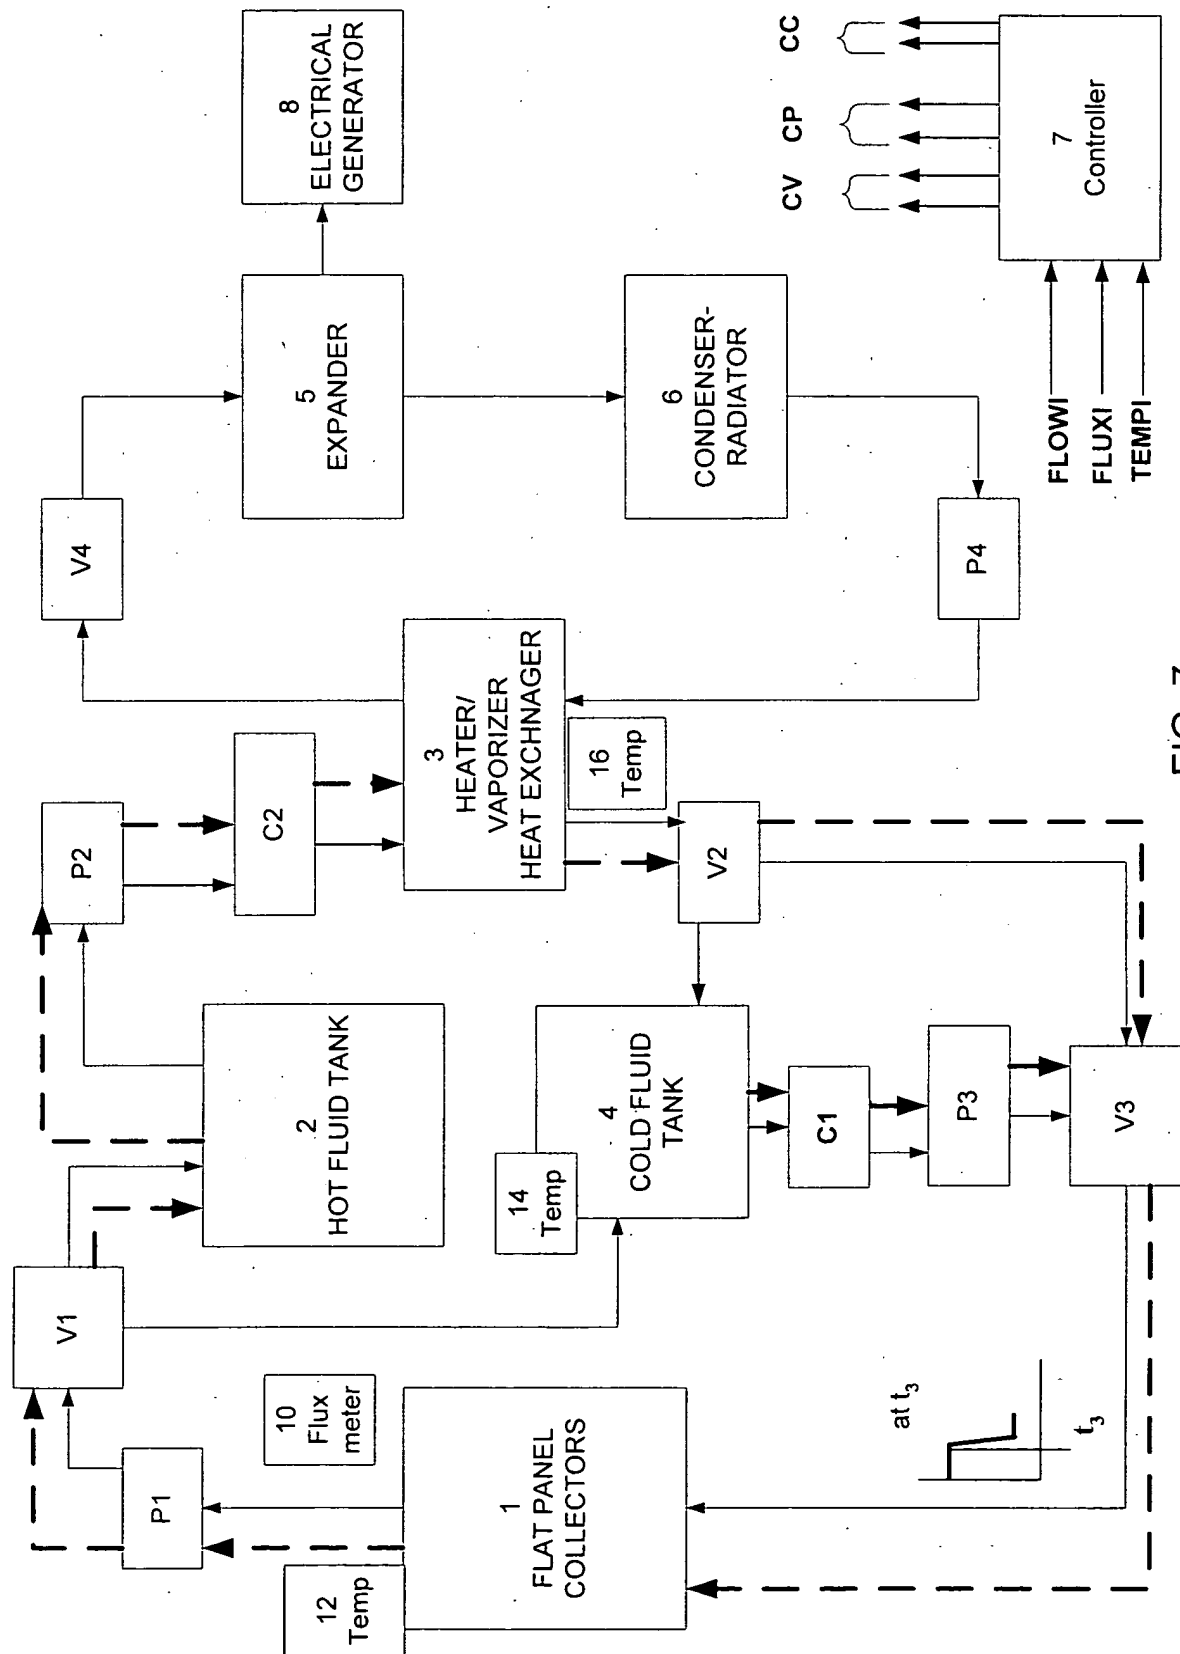 V1
P2
V4
P1
12
Temp
10
Flux
meter
2
HOT FLUID TANK
C2
5
EXPANDER
8
ELECTRICAL
GENERATOR
1
FLAT PANEL
COLLECTORS
3
HEATER/
VAPORIZER
HEAT EXCHNAGER
14
Temp
4
COLD FLUID
TANK
16
Temp
V2
6
CONDENSER-
RADIATOR
C1
P3
V3
P4
at t₃
t₃
CV
CP
CC
FLOWI
FLUXI
TEMPI
7
Controller
FIG.